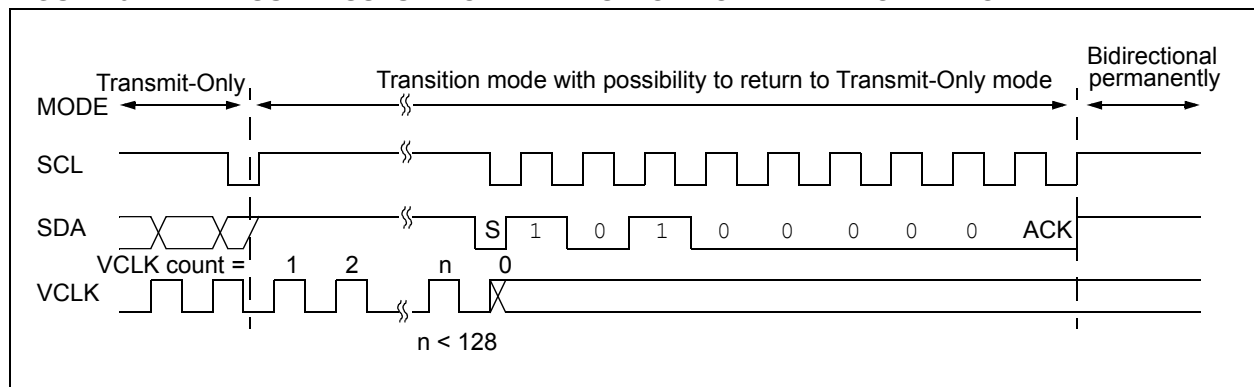 Transmit-Only
Transition mode with possibility to return to Transmit-Only mode
Bidirectional
permanently
MODE
SCL
SDA
S 1 0 1 0 0 0 0 0 ACK
VCLK count = 1 2 n 0
VCLK
n < 128